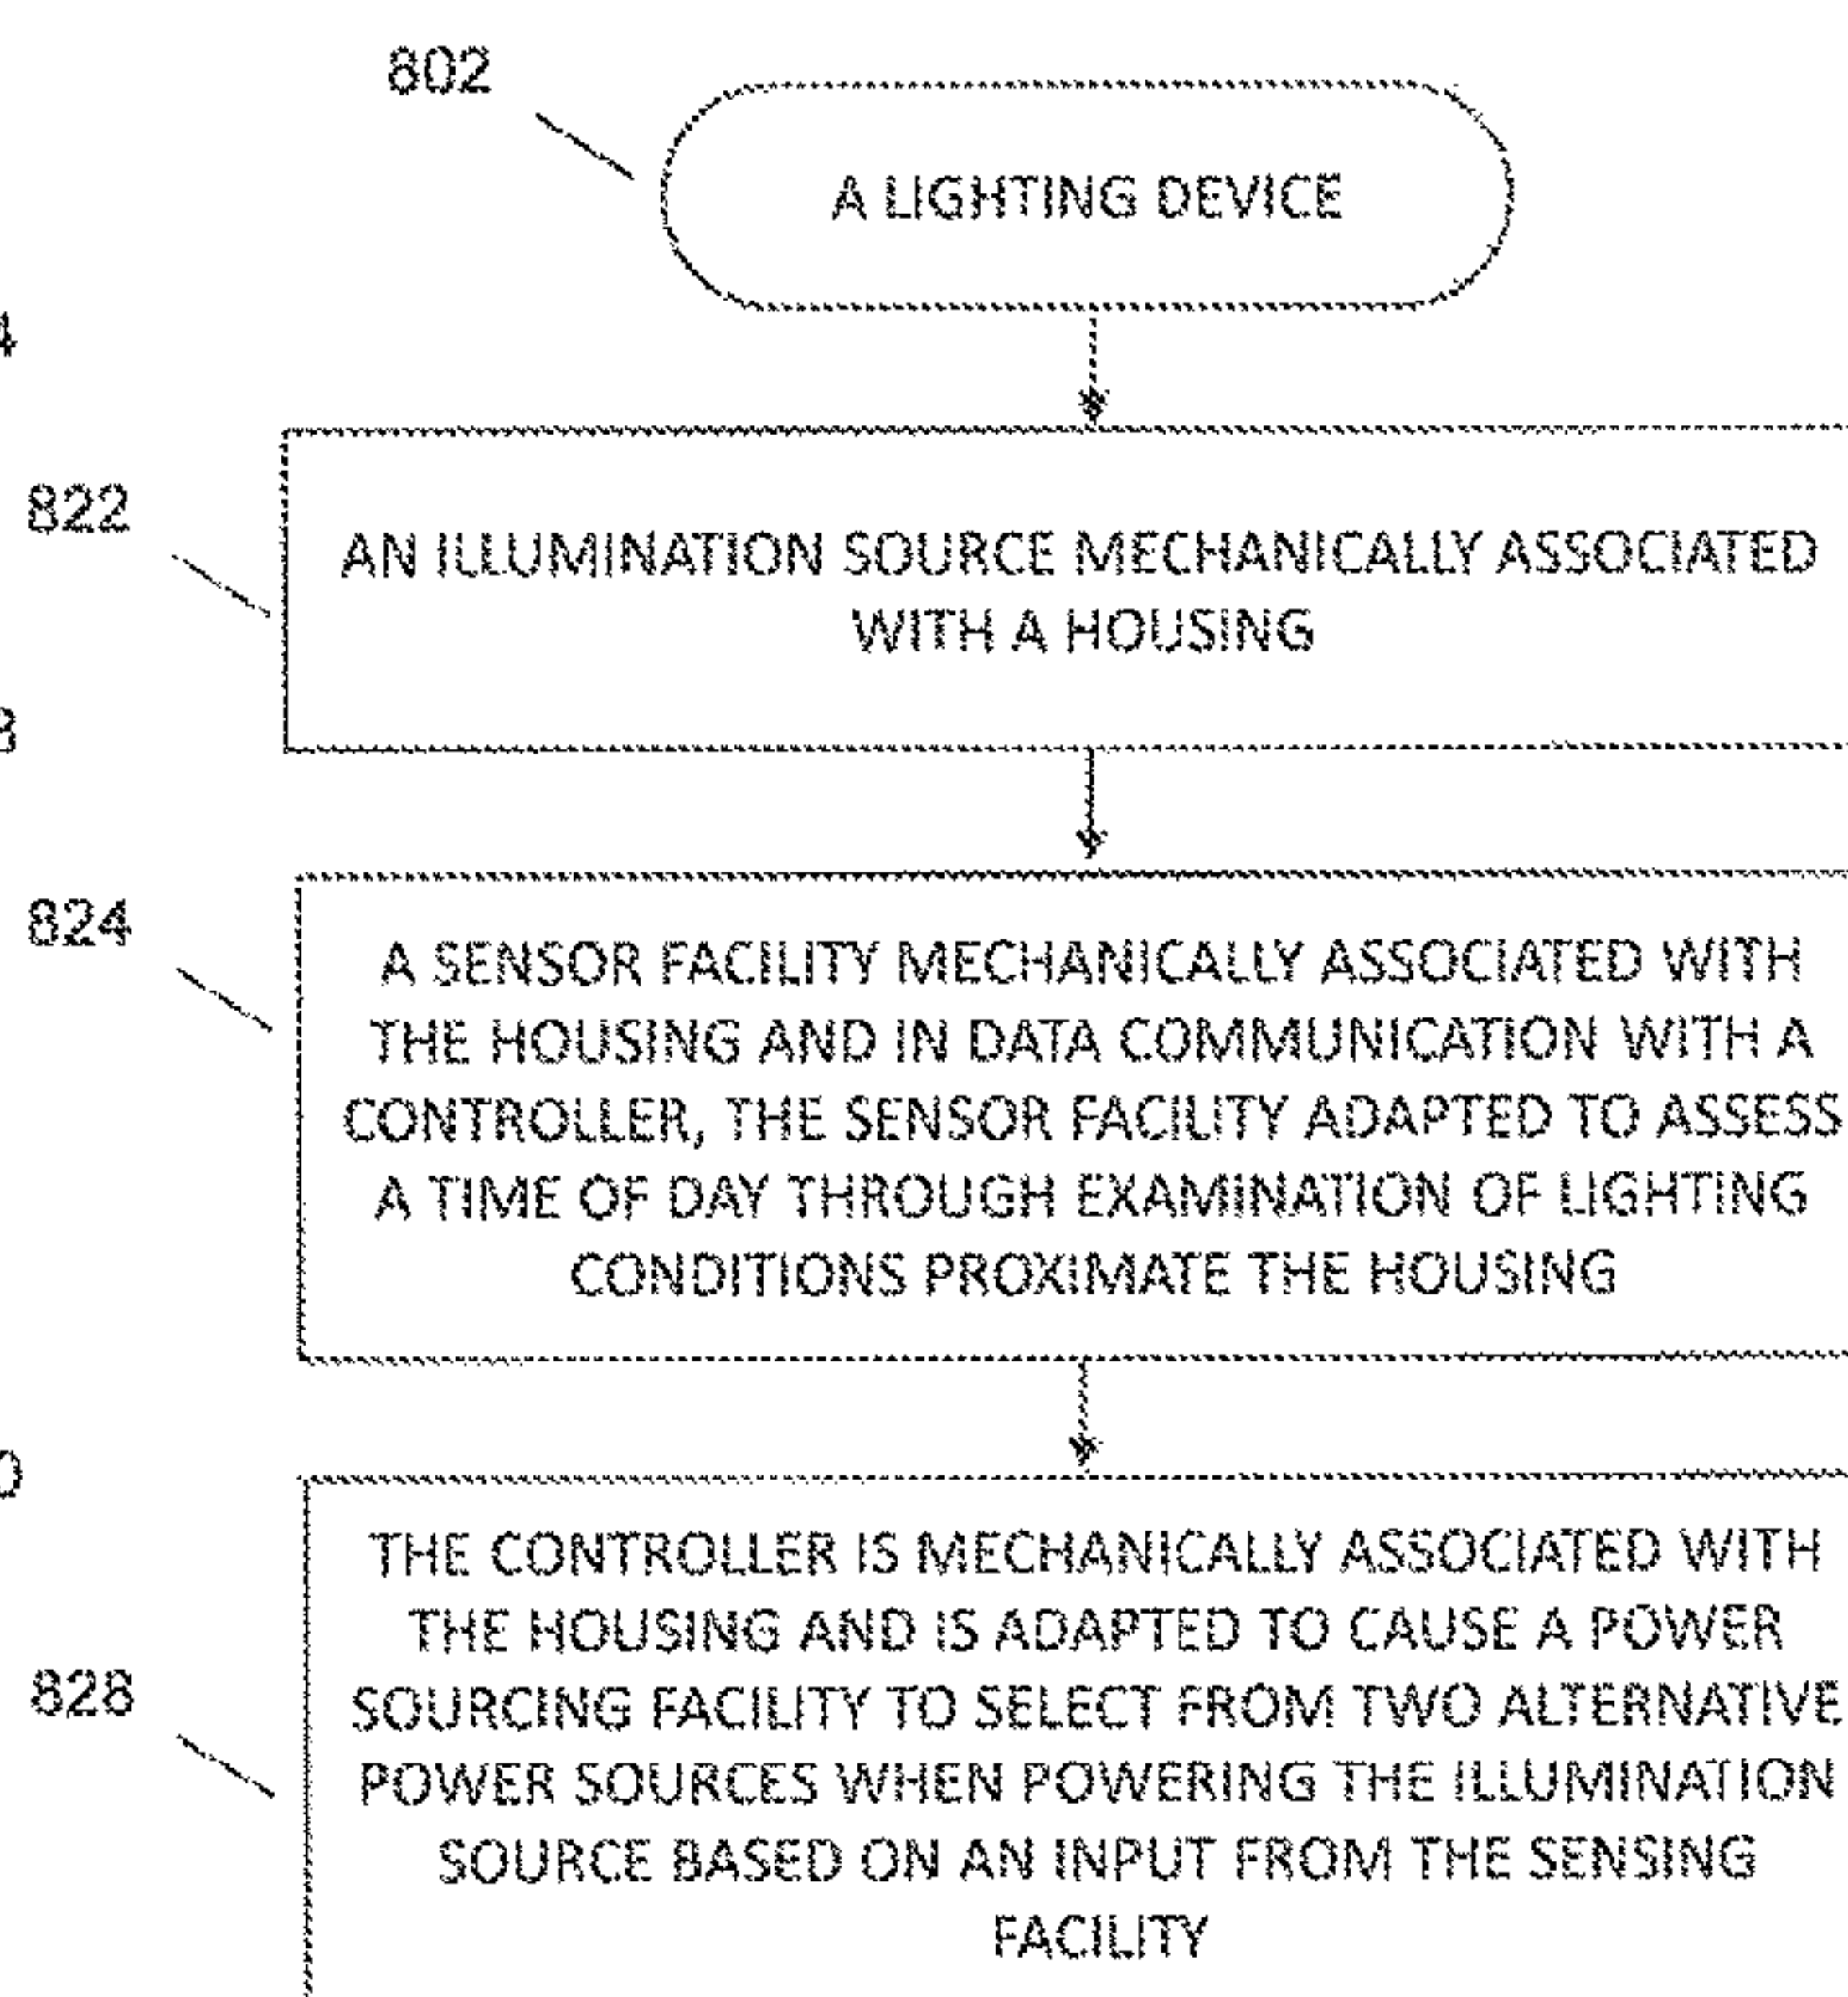 802
A LIGHTING DEVICE
4
822
AN ILLUMINATION SOURCE MECHANICALLY ASSOCIATED
WITH A HOUSING
824
A SENSOR FACILITY MECHANICALLY ASSOCIATED WITH
THE HOUSING AND IN DATA COMMUNICATION WITH A
CONTROLLER, THE SENSOR FACILITY ADAPTED TO ASSESS
A TIME OF DAY THROUGH EXAMINATION OF LIGHTING
CONDITIONS PROXIMATE THE HOUSING
828
THE CONTROLLER IS MECHANICALLY ASSOCIATED WITH
THE HOUSING AND IS ADAPTED TO CAUSE A POWER
SOURCING FACILITY TO SELECT FROM TWO ALTERNATIVE
POWER SOURCES WHEN POWERING THE ILLUMINATION
SOURCE BASED ON AN INPUT FROM THE SENSING
FACILITY